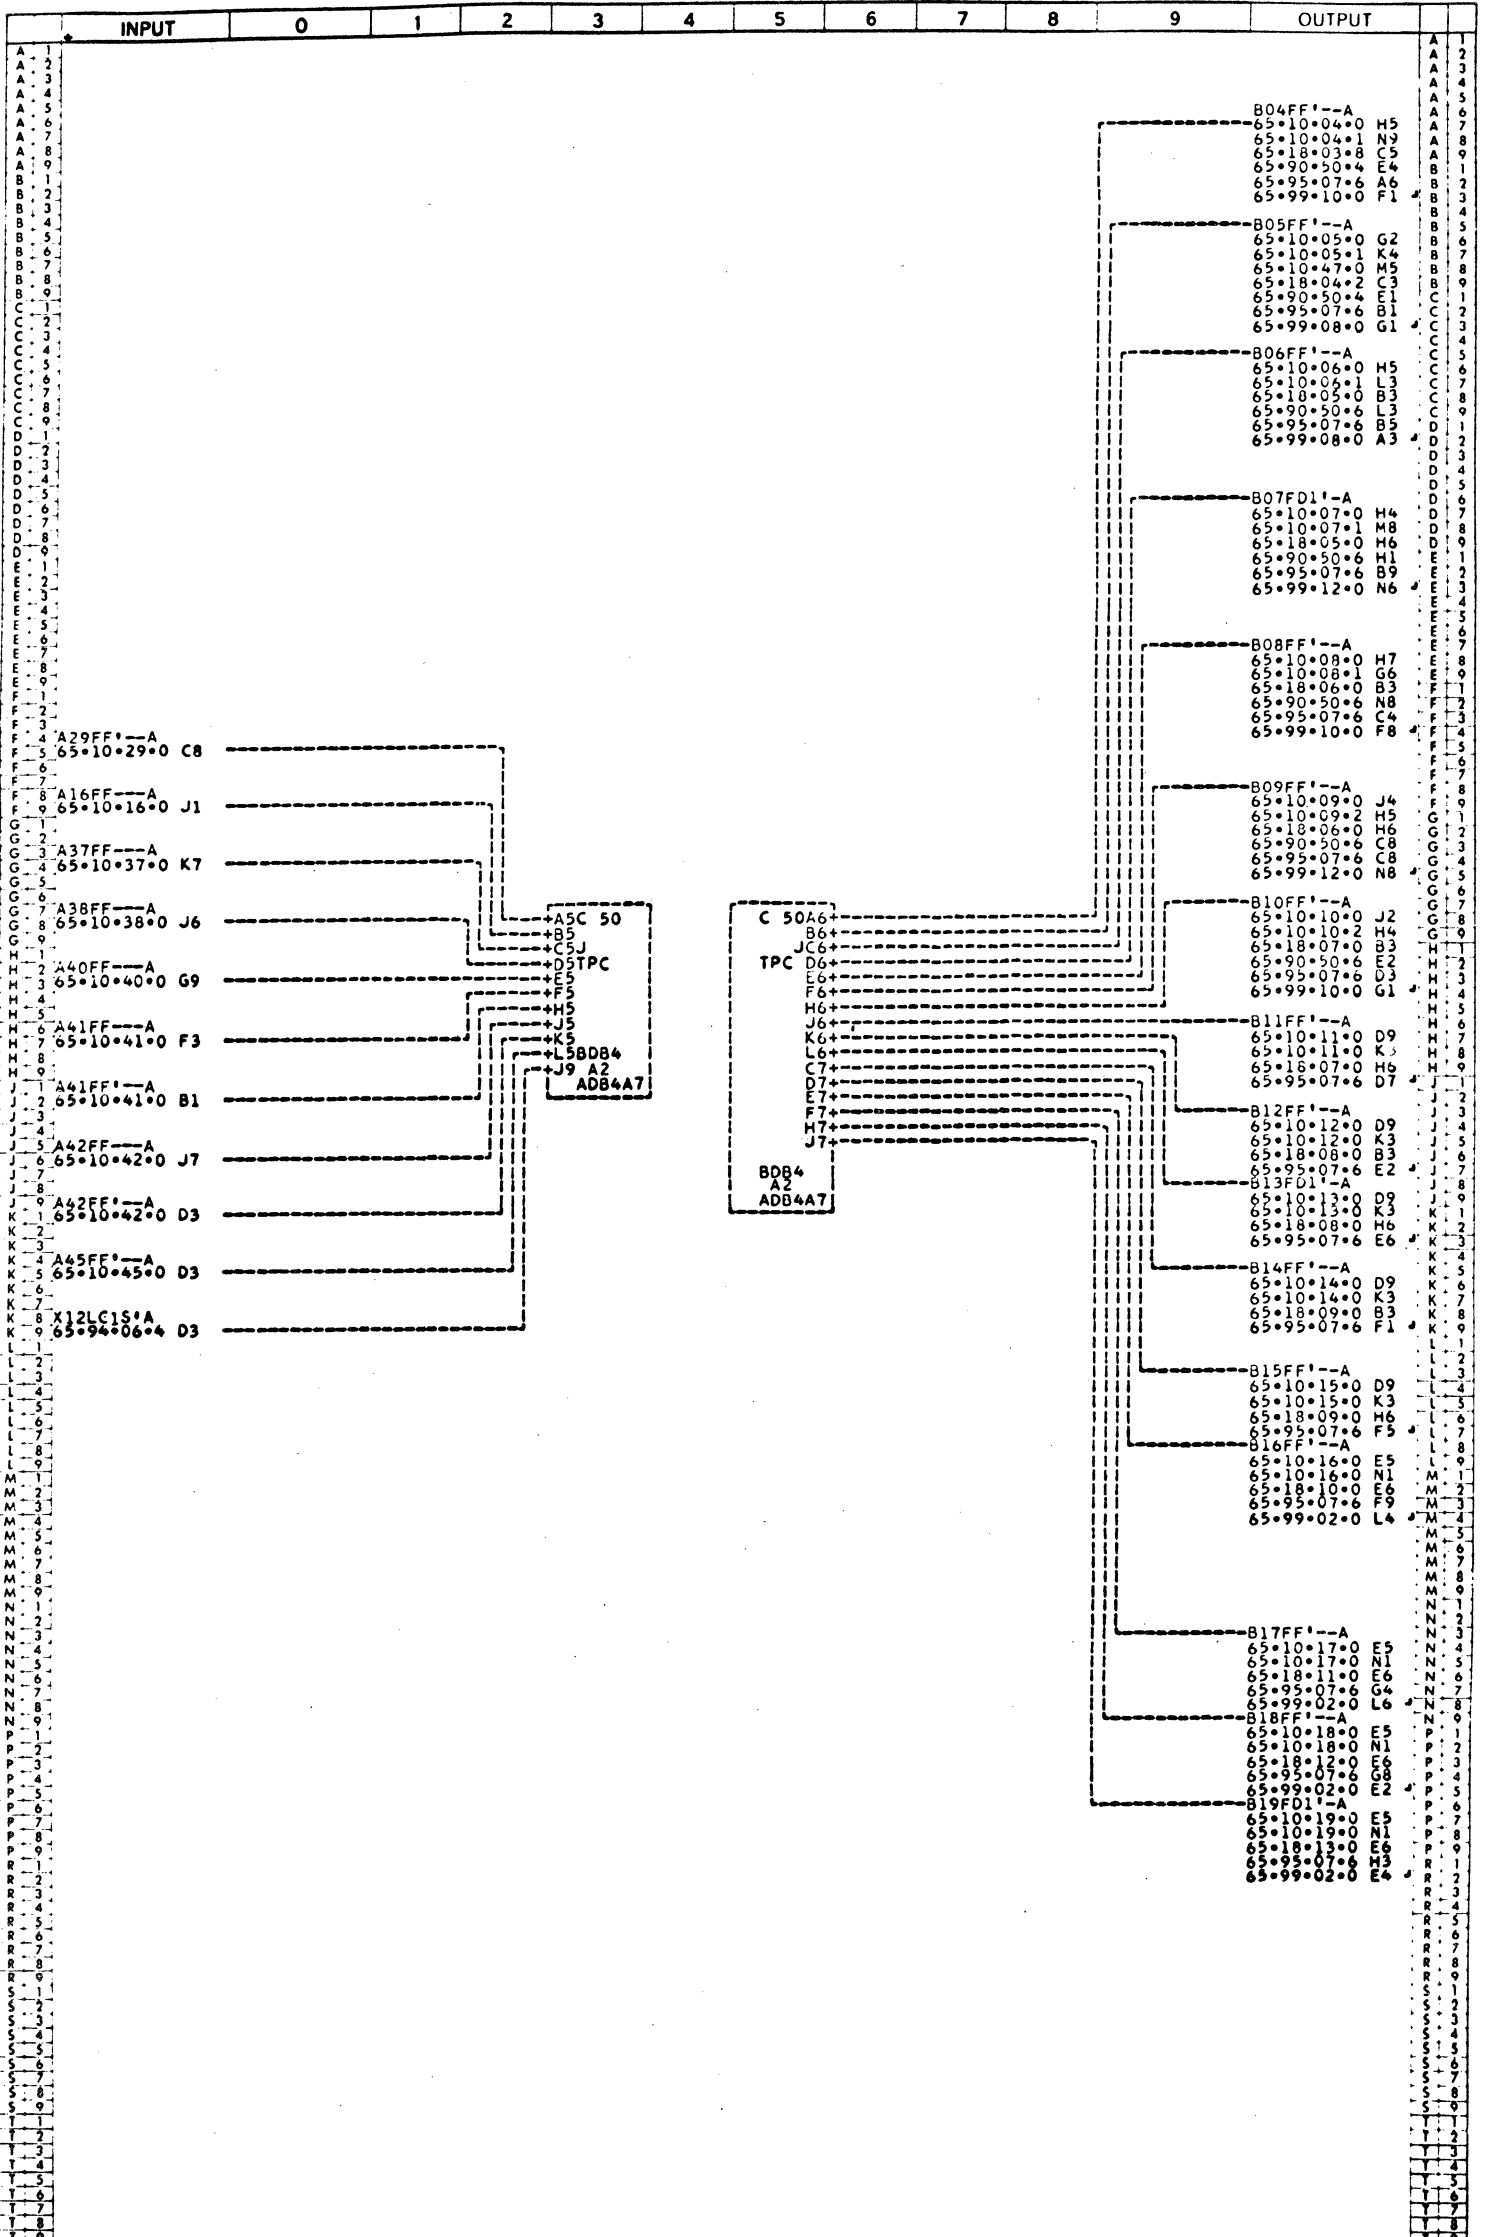 INPUT 0 1 2 3 4 5 6 7 8 9 OUTPUT
A29FF'--A
65•10•29•0 C8
A16FF---A
65•10•16•0 J1
A37FF---A
65•10•37•0 K7
A38FF---A
65•10•38•0 J6
A40FF---A
65•10•40•0 G9
A41FF---A
65•10•41•0 F3
A41FF'--A
65•10•41•0 B1
A42FF---A
65•10•42•0 J7
A42FF'--A
65•10•42•0 D3
A45FF'--A
65•10•45•0 D3
X12LC1S'A
65•94•06•4 D3
+A5C 50
+B5
+C5J
+D5TPC
+E5
+F5
+H5
+J5
+K5
+L5BDB4
+J9 A2
ADB4A7
C 50A6+
B6+
JC6+
TPC D6+
E6+
F6+
H6+
J6+
K6+
L6+
C7+
D7+
E7+
F7+
H7+
J7+
BDB4
A2
ADB4A7
B04FF'--A
65•10•04•0 H5
65•10•04•1 N9
65•18•03•8 C5
65•90•50•4 E4
65•95•07•6 A6
65•99•10•0 F1
B05FF'--A
65•10•05•0 G2
65•10•05•1 K4
65•10•47•0 M5
65•18•04•2 C3
65•90•50•4 E1
65•95•07•6 B1
65•99•08•0 G1
B06FF'--A
65•10•06•0 H5
65•10•06•1 L3
65•18•05•0 B3
65•90•50•6 L3
65•95•07•6 B5
65•99•08•0 A3
B07FD1'-A
65•10•07•0 H4
65•10•07•1 M8
65•18•05•0 H6
65•90•50•6 H1
65•95•07•6 B9
65•99•12•0 N6
B08FF'--A
65•10•08•0 H7
65•10•08•1 G6
65•18•06•0 B3
65•90•50•6 N8
65•95•07•6 C4
65•99•10•0 F8
B09FF'--A
65•10•09•0 J4
65•10•09•2 H5
65•18•06•0 H6
65•90•50•6 C8
65•95•07•6 C8
65•99•12•0 N8
B10FF'--A
65•10•10•0 J2
65•10•10•2 H4
65•18•07•0 B3
65•90•50•6 E2
65•95•07•6 D3
65•99•10•0 G1
B11FF'--A
65•10•11•0 D9
65•10•11•0
65•18•07•0 H6
65•95•07•6 D7
B12FF'--A
65•10•12•0 D9
65•10•12•0 K3
65•18•08•0 B3
65•95•07•6 E2
B13FD1'-A
65•10•13•0 D9
65•10•13•0 K3
65•18•08•0 H6
65•95•07•6 E6
B14FF'--A
65•10•14•0 D9
65•10•14•0 K3
65•18•09•0 B3
65•95•07•6 F1
B15FF'--A
65•10•15•0 D9
65•10•15•0 K3
65•18•09•0 H6
65•95•07•6 F5
B16FF'--A
65•10•16•0 E5
65•10•16•0 N1
65•18•10•0 E6
65•95•07•6 F9
65•99•02•0 L4
B17FF'--A
65•10•17•0 E5
65•10•17•0 N1
65•18•11•0 E6
65•95•07•6 G4
65•99•02•0 L6
B18FF'--A
65•10•18•0 E5
65•10•18•0 N1
65•18•12•0 E6
65•95•07•6 G8
65•99•02•0 E2
B19FD1'-A
65•10•19•0 E5
65•10•19•0 N1
65•18•13•0 E6
65•95•07•6 H3
65•99•02•0 E4